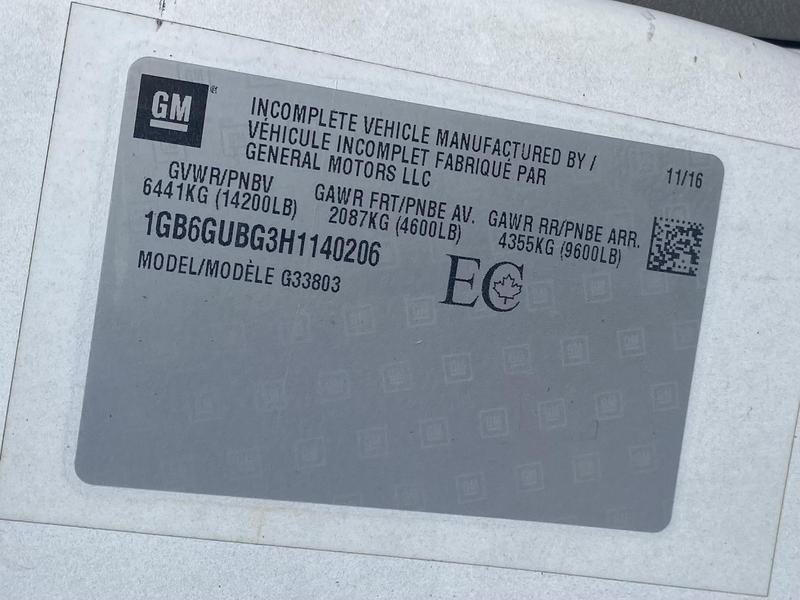 GM
INCOMPLETE VEHICLE MANUFACTURED BY /
VÉHICULE INCOMPLET FABRIQUÉ PAR
GENERAL MOTORS LLC
11/16
GVWR/PNBV
6441KG (14200LB)
GAWR FRT/PNBE AV.
2087KG (4600LB)
GAWR RR/PNBE ARR.
4355KG (9600LB)
1GB6GUBG3H1140206
MODEL/MODÈLE G33803
EC